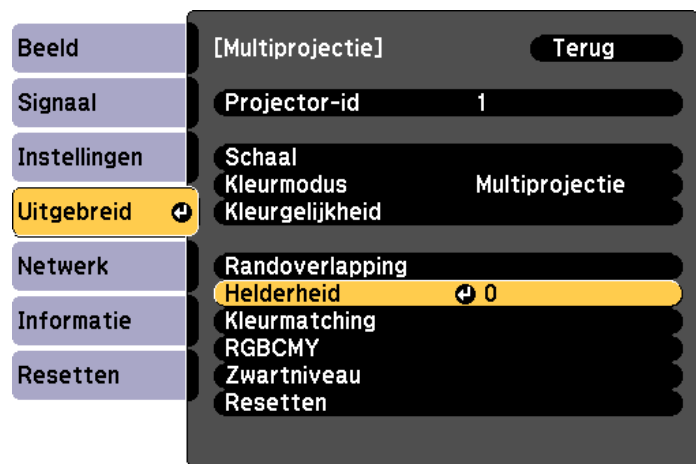 Beeld
Signaal
Instellingen
Uitgebreid
Netwerk
Informatie
Resetten
[Multiprojectie] Terug
Projector-id 1
Schaal
Kleurmodus Multiprojectie
Kleurgelijkheid
Randoverlapping
Helderheid 0
Kleurmatching
RGBCMY
Zwartniveau
Resetten